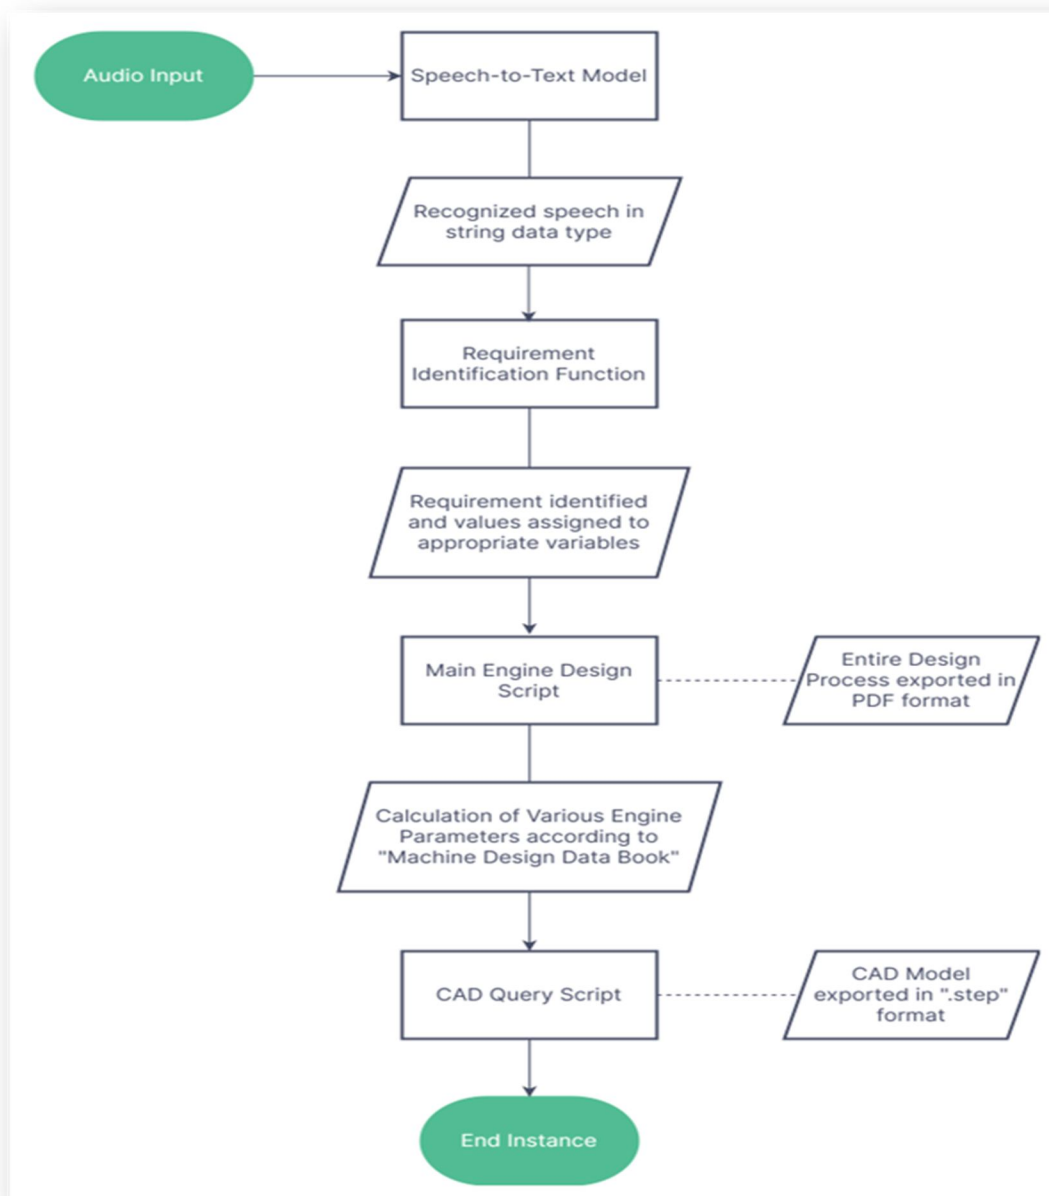 Audio Input
Speech-to-Text Model
Recognized speech in
string data type
Requirement
Identification Function
Requirement identified
and values assigned to
appropriate variables
Main Engine Design
Script
Entire Design
Process exported in
PDF format
Calculation of Various Engine
Parameters according to
"Machine Design Data Book"
CAD Query Script
CAD Model
exported in ".step"
format
End Instance